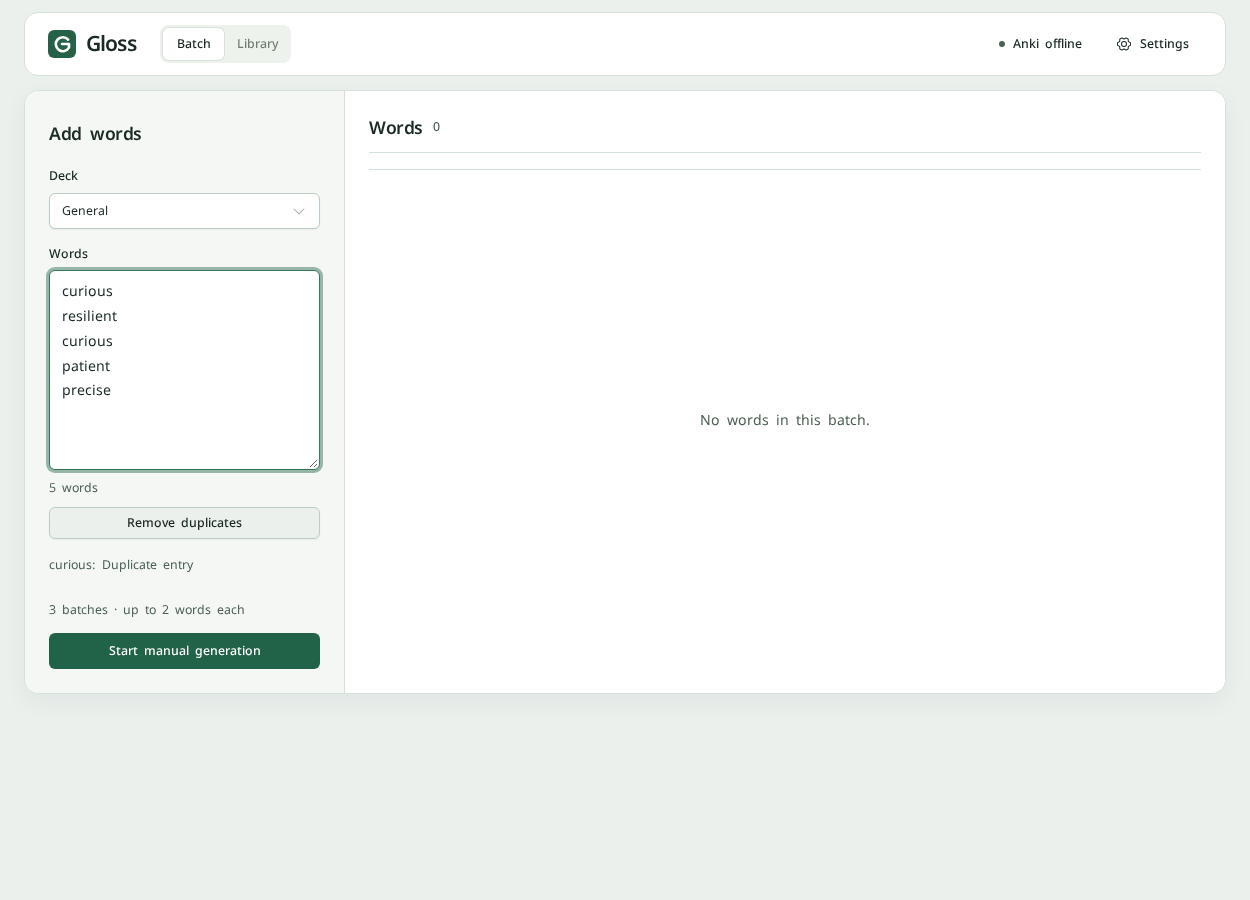 Gloss
Batch
Library
Anki offline
Settings
Add words
Deck
General
Words
curious
resilient
curious
patient
precise
5 words
Remove duplicates
curious: Duplicate entry
3 batches · up to 2 words each
Start manual generation
Words 0
No words in this batch.